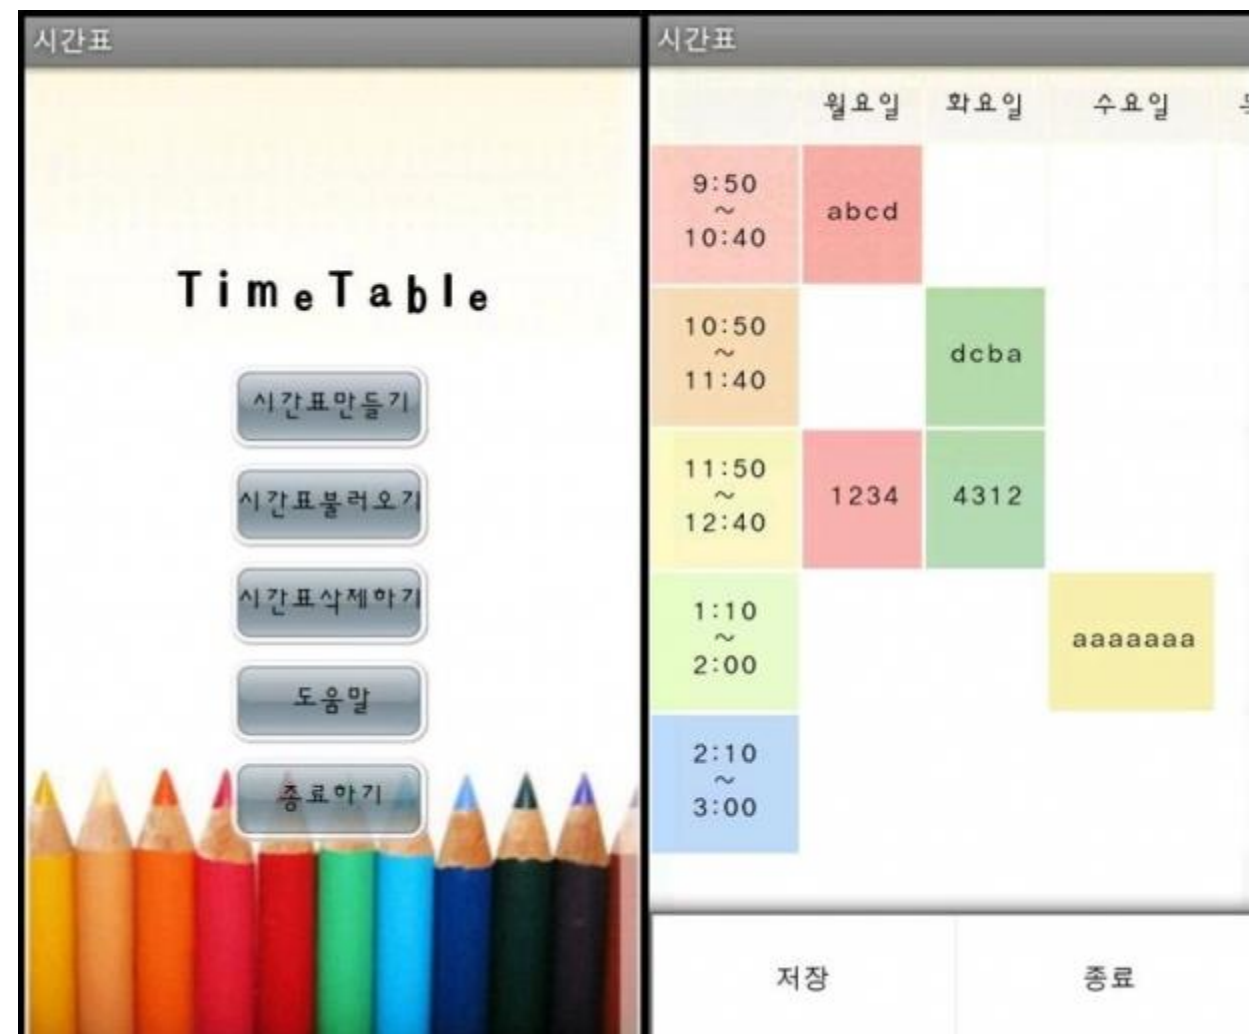 시간표
TimeTable
시간표만들기
시간표불러오기
시간표삭제하기
도움말
종료하기
시간표
월요일 화요일 수요일
9:50
~
10:40
abcd
10:50
~
11:40
dcba
11:50
~
12:40
1234
4312
1:10
~
2:00
aaaaaaa
2:10
~
3:00
저장 종료